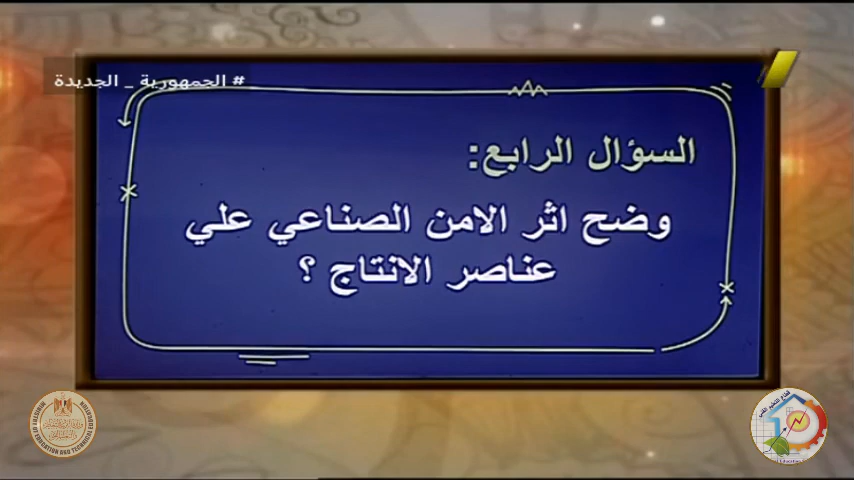 # الجمهورية _ الجديدة
السؤال الرابع:
وضح اثر الامن الصناعي علي
عناصر الانتاج ؟